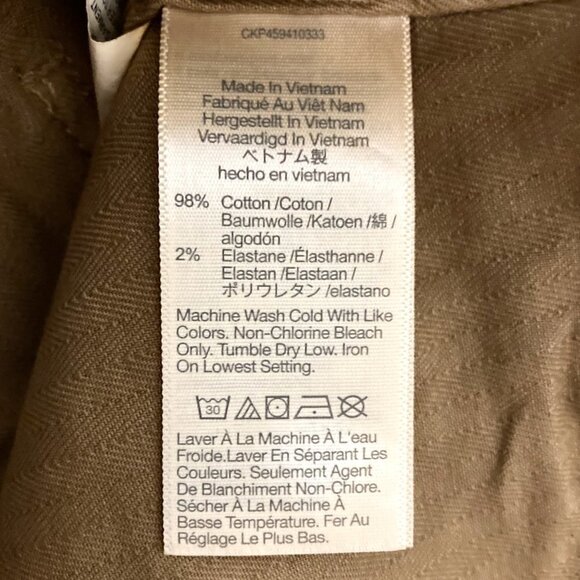 CKP459410333
Made In Vietnam
Fabriqué Au Viêt Nam
Hergestellt In Vietnam
Vervaardigd In Vietnam
ベトナム製
hecho en vietnam
98% Cotton /Coton /
Baumwolle /Katoen /綿 /
algodón
2% Elastane /Élasthanne /
Elastan /Elastaan /
ポリウレタン /elastano
Machine Wash Cold With Like
Colors. Non-Chlorine Bleach
Only. Tumble Dry Low. Iron
On Lowest Setting.
30
Laver À La Machine À L'eau
Froide.Laver En Séparant Les
Couleurs. Seulement Agent
De Blanchiment Non-Chlore.
Sécher À La Machine À
Basse Température. Fer Au
Réglage Le Plus Bas.